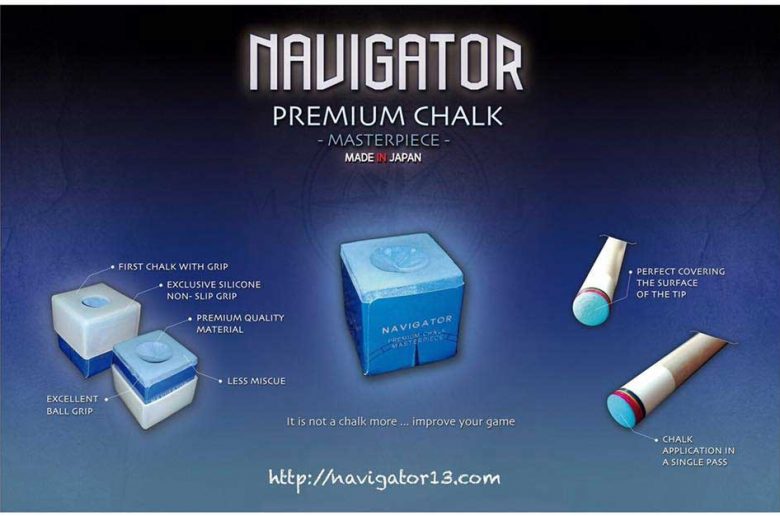 NAVIGATOR
PREMIUM CHALK
- MASTERPIECE -
MADE IN JAPAN
FIRST CHALK WITH GRIP
EXCLUSIVE SILICONE
NON- SLIP GRIP
PREMIUM QUALITY
MATERIAL
LESS MISCUE
EXCELLENT
BALL GRIP
NAVIGATOR
PREMIUM CHALK
MASTERPIECE
It is not a chalk more ... improve your game
PERFECT COVERING
THE SURFACE
OF THE TIP
CHALK
APPLICATION IN
A SINGLE PASS
http://navigator13.com